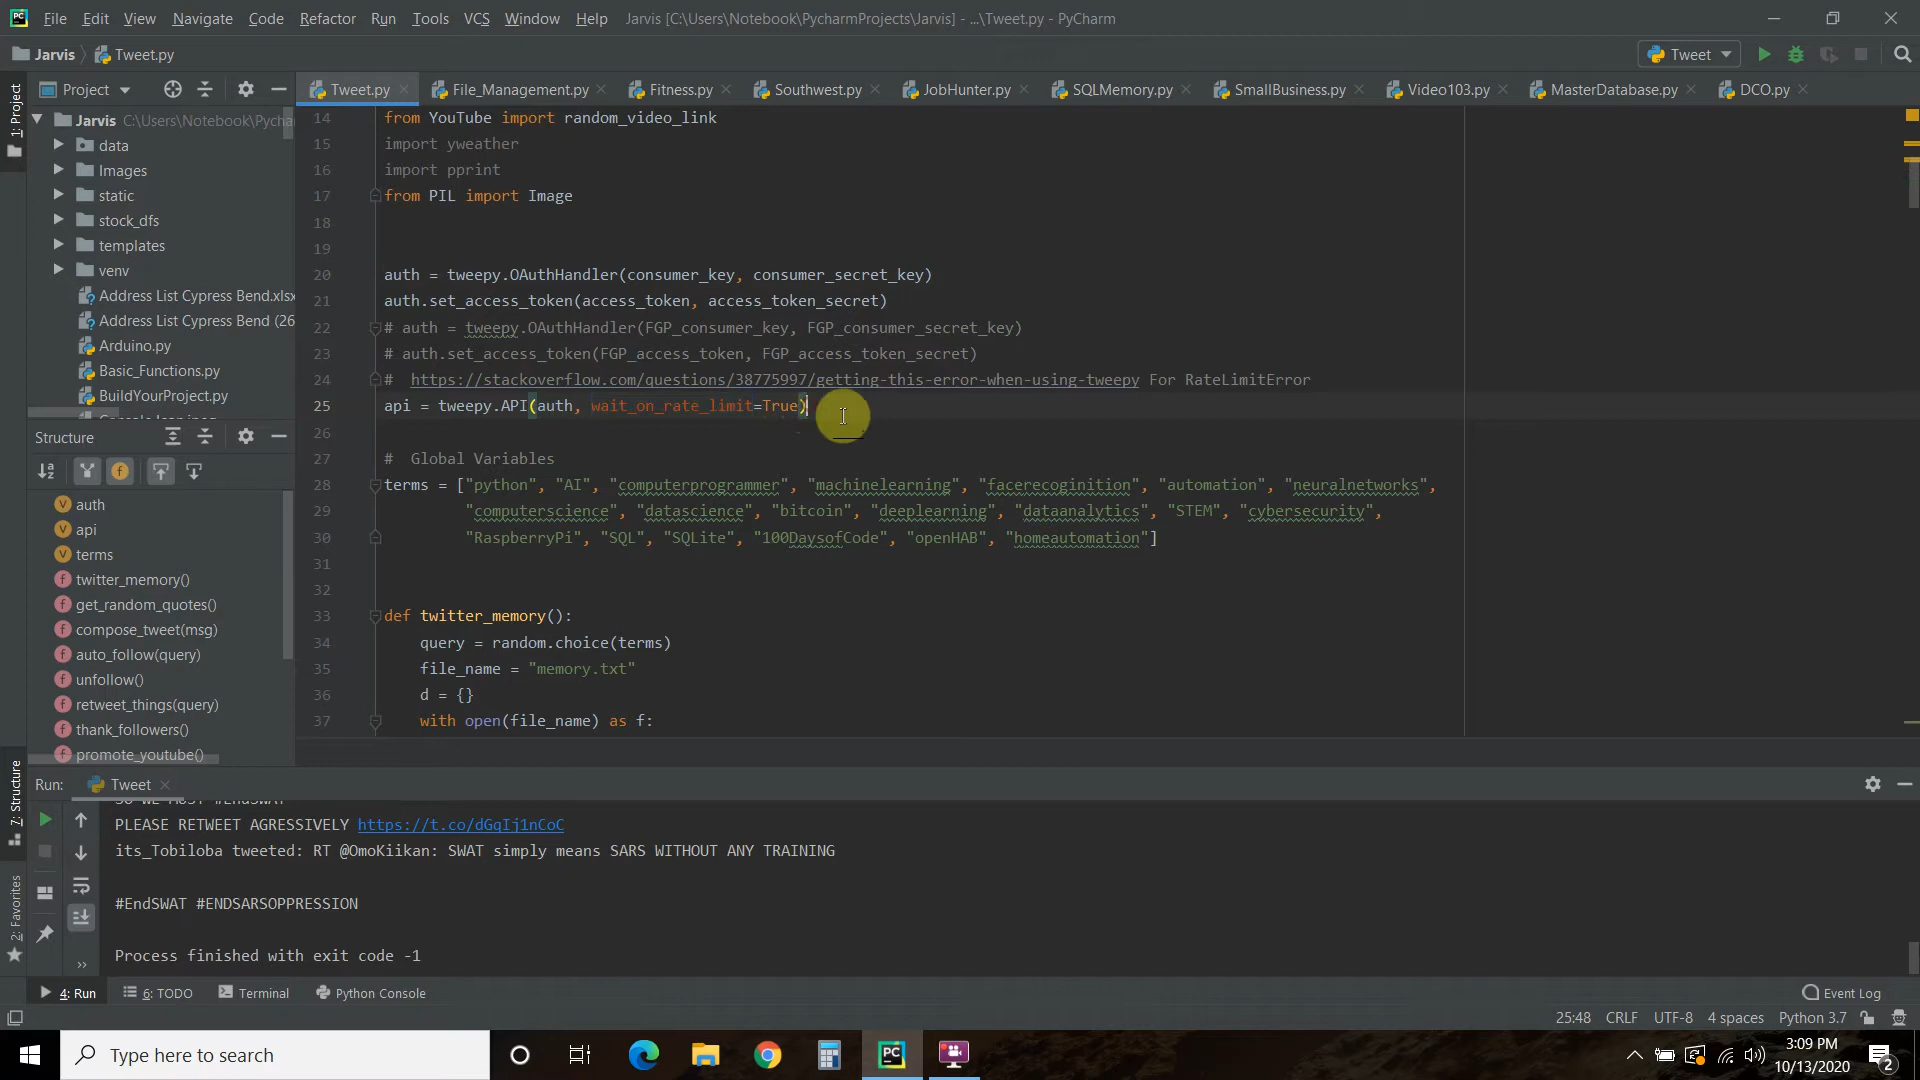 File Edit View Navigate Code Refactor Run Tools VCS Window Help Jarvis [C:\Users\Notebook\PycharmProjects\Jarvis] - ...\Tweet.py - PyCharm
Jarvis Tweet.py Tweet
1: Project
Project
Tweet.py File_Management.py Fitness.py Southwest.py JobHunter.py SQLMemory.py SmallBusiness.py Video103.py MasterDatabase.py DCO.py
Jarvis C:\Users\Notebook\Pycha
data
Images
static
stock_dfs
templates
venv
Address List Cypress Bend.xlsx
Address List Cypress Bend (26
Arduino.py
Basic_Functions.py
BuildYourProject.py
Structure
auth
api
terms
twitter_memory()
get_random_quotes()
compose_tweet(msg)
auto_follow(query)
unfollow()
retweet_things(query)
thank_followers()
promote_youtube()
14 from YouTube import random_video_link
15 import yweather
16 import pprint
17 from PIL import Image
18
19
20 auth = tweepy.OAuthHandler(consumer_key, consumer_secret_key)
21 auth.set_access_token(access_token, access_token_secret)
22 # auth = tweepy.OAuthHandler(FGP_consumer_key, FGP_consumer_secret_key)
23 # auth.set_access_token(FGP_access_token, FGP_access_token_secret)
24 #  https://stackoverflow.com/questions/38775997/getting-this-error-when-using-tweepy For RateLimitError
25 api = tweepy.API(auth, wait_on_rate_limit=True)
26
27 #  Global Variables
28 terms = ["python", "AI", "computerprogrammer", "machinelearning", "facerecoginition", "automation", "neuralnetworks",
29 "computerscience", "datascience", "bitcoin", "deeplearning", "dataanalytics", "STEM", "cybersecurity",
30 "RaspberryPi", "SQL", "SQLite", "100DaysofCode", "openHAB", "homeautomation"]
31
32
33 def twitter_memory():
34 query = random.choice(terms)
35 file_name = "memory.txt"
36 d = {}
37 with open(file_name) as f:
7: Structure
2: Favorites
Run: Tweet
SO WE MUST #EndSWAT
PLEASE RETWEET AGRESSIVELY https://t.co/dGqIj1nCoC
its_Tobiloba tweeted: RT @OmoKiikan: SWAT simply means SARS WITHOUT ANY TRAINING
#EndSWAT #ENDSARSOPPRESSION
Process finished with exit code -1
4: Run 6: TODO Terminal Python Console Event Log
25:48 CRLF UTF-8 4 spaces Python 3.7
Type here to search
3:09 PM
10/13/2020
2